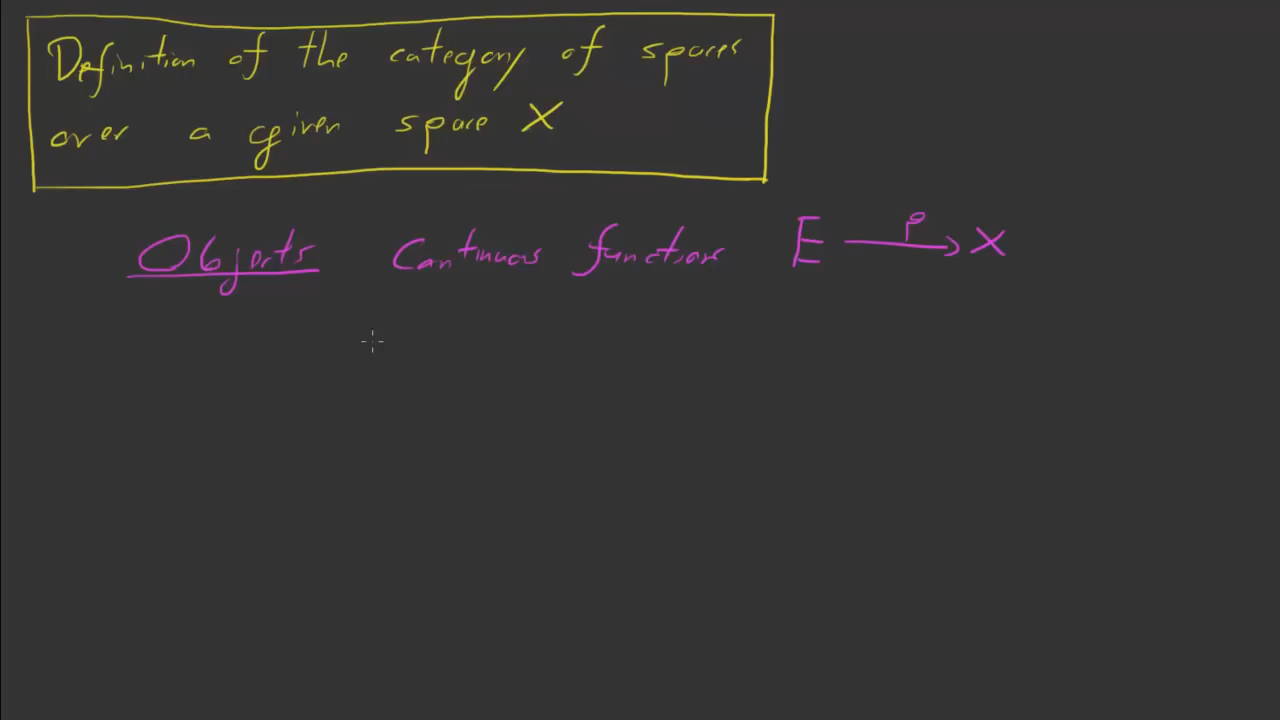 Definition of the category of spaces
over a given space X
Objects Continuous functions E p → X